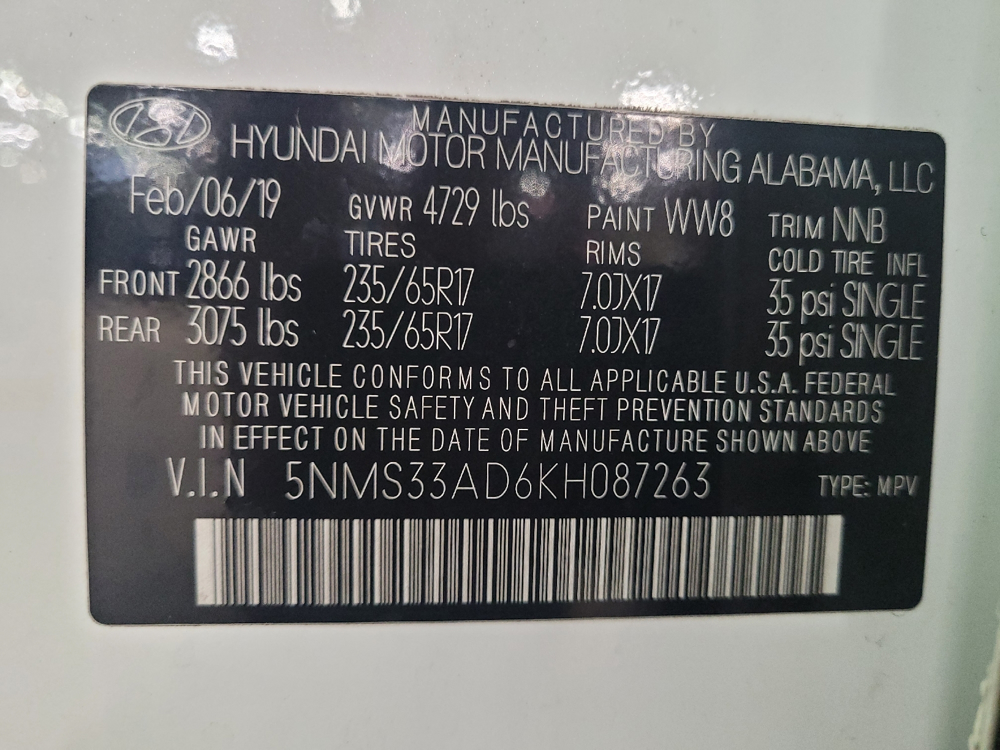 MANUFACTURED BY
HYUNDAI MOTOR MANUFACTURING ALABAMA, LLC
Feb/06/19 GVWR 4729 lbs PAINT WW8 TRIM NNB
GAWR TIRES RIMS COLD TIRE INFL
FRONT 2866 lbs 235/65R17 7.0JX17 35 psi SINGLE
REAR 3075 lbs 235/65R17 7.0JX17 35 psi SINGLE
THIS VEHICLE CONFORMS TO ALL APPLICABLE U.S.A. FEDERAL
MOTOR VEHICLE SAFETY AND THEFT PREVENTION STANDARDS
IN EFFECT ON THE DATE OF MANUFACTURE SHOWN ABOVE
V.I.N 5NMS33AD6KH087263 TYPE: MPV